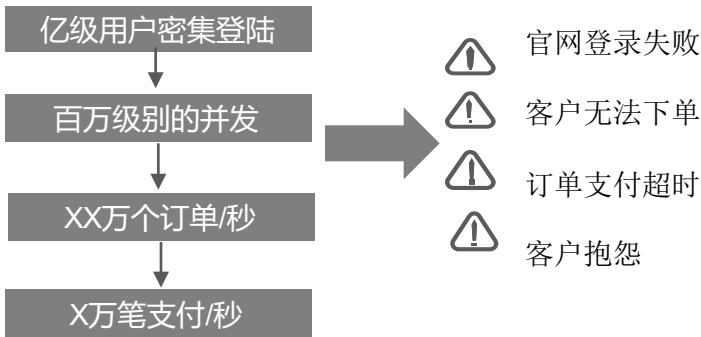 亿级用户密集登陆
百万级别的并发
XX万个订单/秒
X万笔支付/秒
官网登录失败
客户无法下单
订单支付超时
客户抱怨